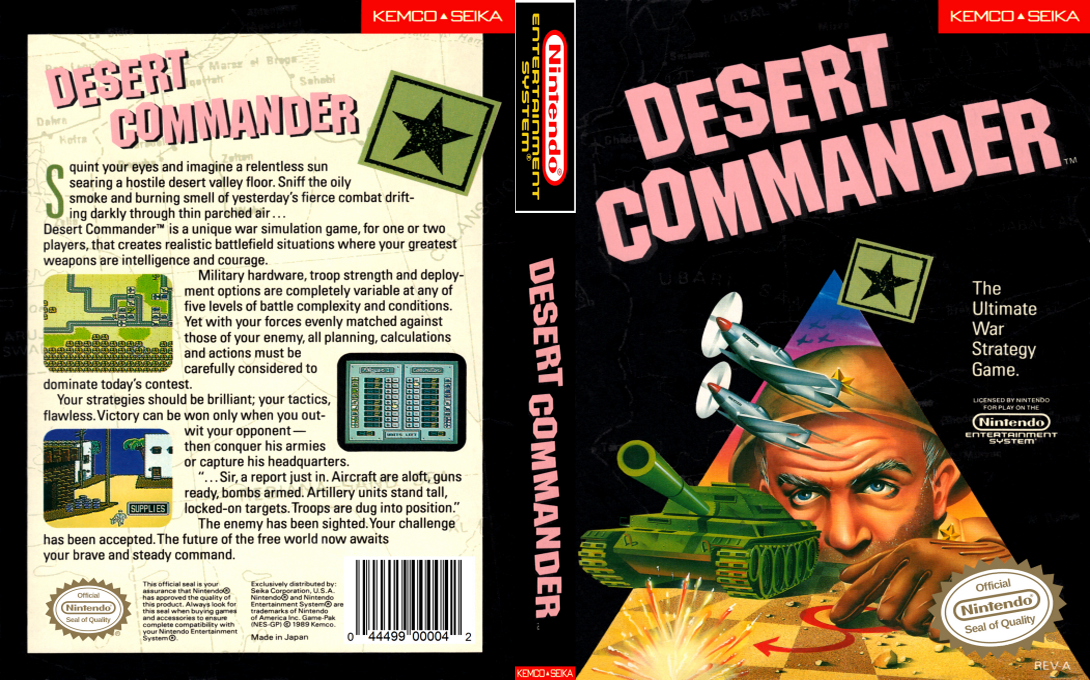 KEMCO▲SEIKA
DESERT
COMMANDER
Squint your eyes and imagine a relentless sun
searing a hostile desert valley floor. Sniff the oily
smoke and burning smell of yesterday's fierce combat drift-
ing darkly through thin parched air...
Desert Commander™ is a unique war simulation game, for one or two
players, that creates realistic battlefield situations where your greatest
weapons are intelligence and courage.
Military hardware, troop strength and deploy-
ment options are completely variable at any of
five levels of battle complexity and conditions.
Yet with your forces evenly matched against
those of your enemy, all planning, calculations
and actions must be
carefully considered to
dominate today's contest.
Your strategies should be brilliant; your tactics,
flawless. Victory can be won only when you out-
wit your opponent—
then conquer his armies
or capture his headquarters.
SUPPLIES
"...Sir, a report just in. Aircraft are aloft, guns
ready, bombs armed. Artillery units stand tall,
locked-on targets. Troops are dug into position."
The enemy has been sighted. Your challenge
has been accepted. The future of the free world now awaits
your brave and steady command.
Official
Nintendo®
Seal of Quality
This official seal is your
assurance that Nintendo®
has approved the quality of
this product. Always look for
this seal when buying games
and accessories to ensure
complete compatibility with
your Nintendo Entertainment
System®.
Exclusively distributed by:
Seika Corporation, U.S.A.
Nintendo® and Nintendo
Entertainment System® are
trademarks of Nintendo
of America Inc. Game-Pak
(NES-GP) © 1989 Kemco.
Made in Japan
0 44499 00004 2
Nintendo®
ENTERTAINMENT
SYSTEM®
DESERT COMMANDER™
KEMCO▲SEIKA
KEMCO▲SEIKA
DESERT
COMMANDER™
The
Ultimate
War
Strategy
Game.
LICENSED BY NINTENDO
FOR PLAY ON THE
Nintendo
ENTERTAINMENT
SYSTEM®
Official
Nintendo®
Seal of Quality
REV-A